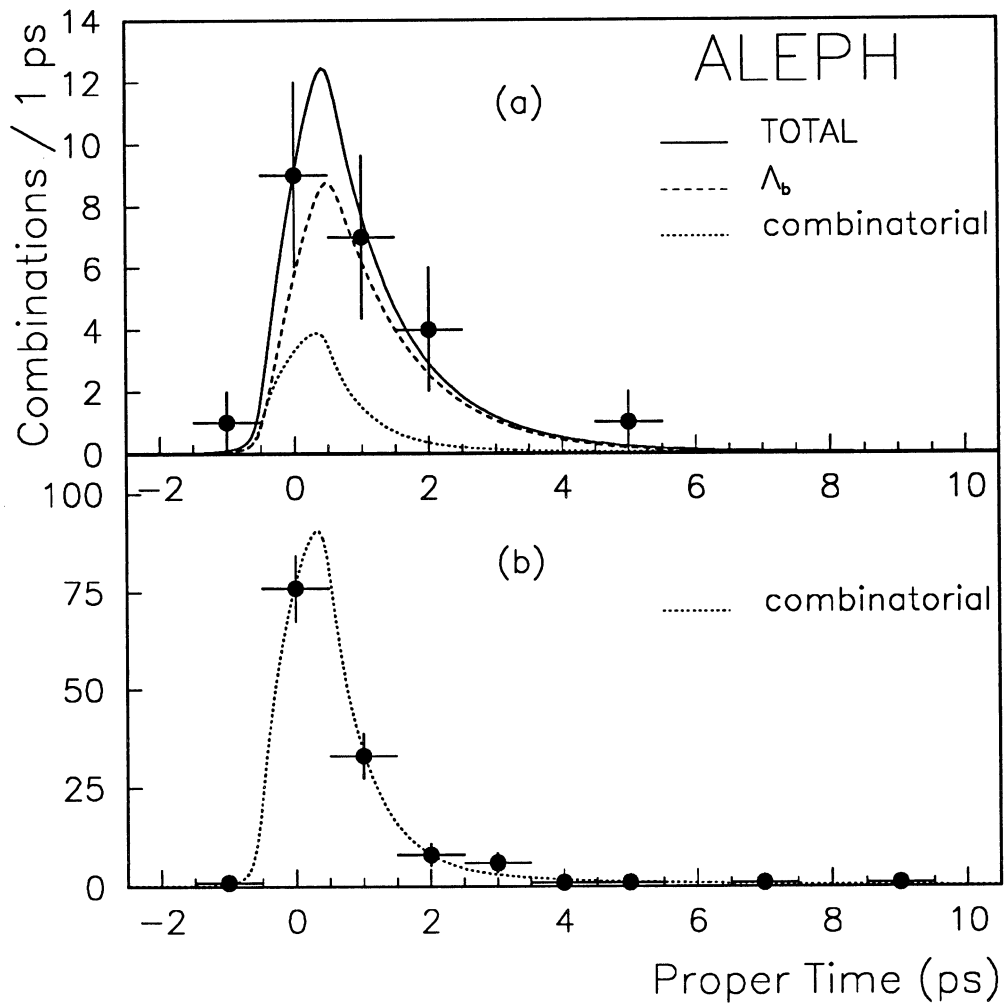 ALEPH
(a)
TOTAL
Λb
combinatorial
Combinations / 1 ps
14
12
10
8
6
4
2
0
−2 0 2 4 6 8 10
(b)
combinatorial
100
75
50
25
0
−2 0 2 4 6 8 10
Proper Time (ps)